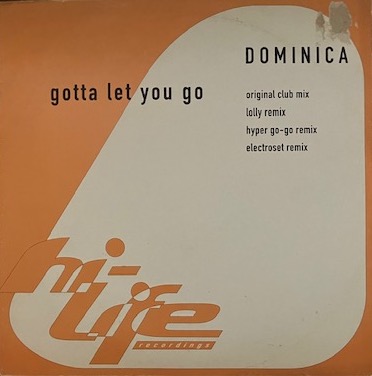 DOMINICA
gotta let you go
original club mix
lolly remix
hyper go-go remix
electroset remix
hi-
Life
recordings